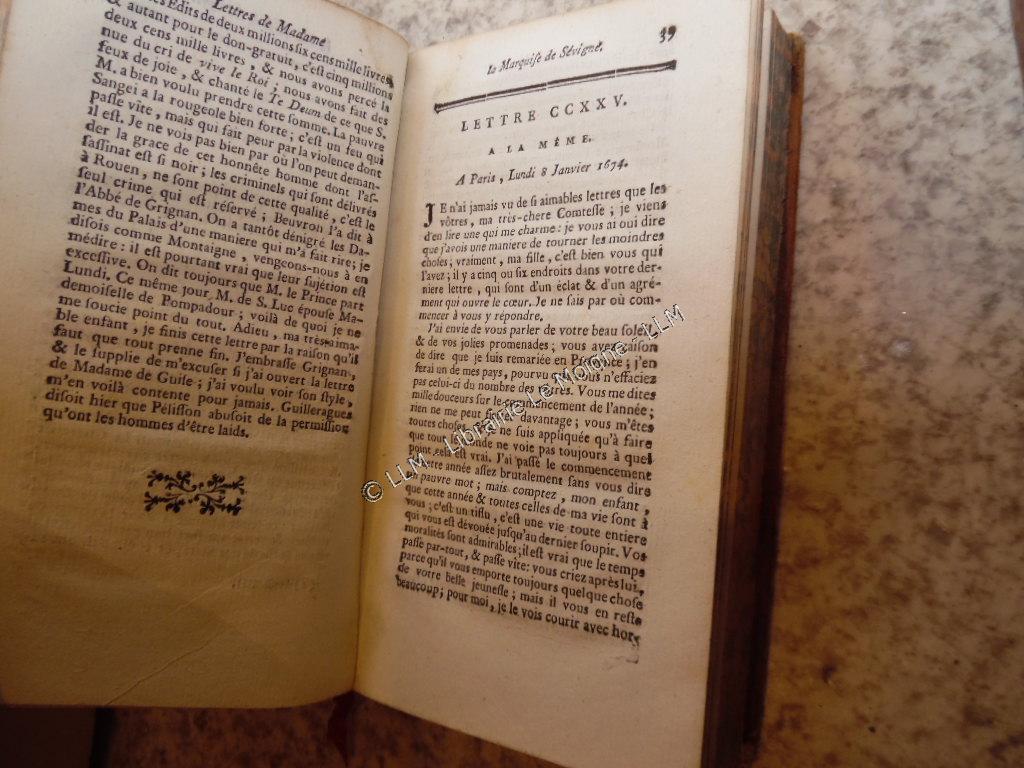 Lettres de Madame
les Edits de deux millions six cens mille livres
& autant pour le don-gratuit, c'est cinq millions
deux cens mille livres, & nous avons percé la
nue du cri de vive le Roi; nous avons fait des
feux de joie, & chanté le Te Deum de ce que S.
M. a bien voulu prendre cette somme. La pauvre
Sangei a la rougeole bien forte; c'est un feu qui
passe vîte, mais qui fait peur par la violence dont
il est. Je ne vois pas bien par où l'on peut deman-
der la grace de cet honnête homme dont l'as-
sassinat est si noir; les criminels qui sont délivrés
à Rouen, ne sont point de cette qualité, c'est le
seul crime qui est réservé; Beuvron l'a dit à
l'Abbé de Grignan. On a tantôt dénigré les Da-
mes du Palais d'une maniere qui m'a fait rire; je
disois comme Montaigne, vengeons-nous à en
médire: il est pourtant vrai que leur sujétion est
excessive. On dit toujours que M. le Prince part
Lundi. Ce même jour, M. de S. Luc épouse Ma-
demoiselle de Pompadour; voilà de quoi je ne
me soucie point du tout. Adieu, ma très-aima-
ble enfant, je finis cette lettre par la raison qu'il
faut que tout prenne fin. J'embrasse Grignan,
& le supplie de m'excuser si j'ai ouvert la lettre
de Madame de Guise; j'ai voulu voir son style,
m'en voilà contente pour jamais. Guilleragues
disoit hier que Pélisson abusoit de la permission
qu'ont les hommes d'être laids.
la Marquise de Sévigné. 39
LETTRE CCXXV.
A LA MÊME.
A Paris, Lundi 8 Janvier 1674.
JE n'ai jamais vu de si aimables lettres que les
vôtres, ma très-chere Comtesse; je viens
d'en lire une qui me charme: je vous ai oui dire
que j'avois une maniere de tourner les moindres
choses; vraiment, ma fille, c'est bien vous qui
l'avez; il y a cinq ou six endroits dans votre der-
niere lettre, qui sont d'un éclat & d'un agré-
ment qui ouvre le cœur. Je ne sais par où com-
mencer à vous y répondre.
J'ai envie de vous parler de votre beau soleil,
& de vos jolies promenades; vous avez raison
de dire que je suis remariée en Provence; j'en
ferai un de mes pays, pourvu que vous n'effaciez
pas celui-ci du nombre des vôtres. Vous me dites
mille douceurs sur le commencement de l'année;
rien ne me peut davantage; vous m'êtes
toutes choses, & je ne suis appliquée qu'à faire
que tout le monde ne voie pas toujours à quel
point cela est vrai. J'ai passé le commencement
de cette année assez brutalement sans vous dire
un pauvre mot; mais comptez, mon enfant,
que cette année & toutes celles de ma vie sont à
vous; c'est un tissu, c'est une vie toute entiere
qui vous est dévouée jusqu'au dernier soupir. Vos
moralités sont admirables; il est vrai que le temps
passe par-tout, & passe vîte: vous criez après lui,
parce qu'il vous emporte toujours quelque chose
de votre belle jeunesse; mais il vous en reste
beaucoup; pour moi, je le vois courir avec hor-
© LLM - Librairie Le Moigne - LLM